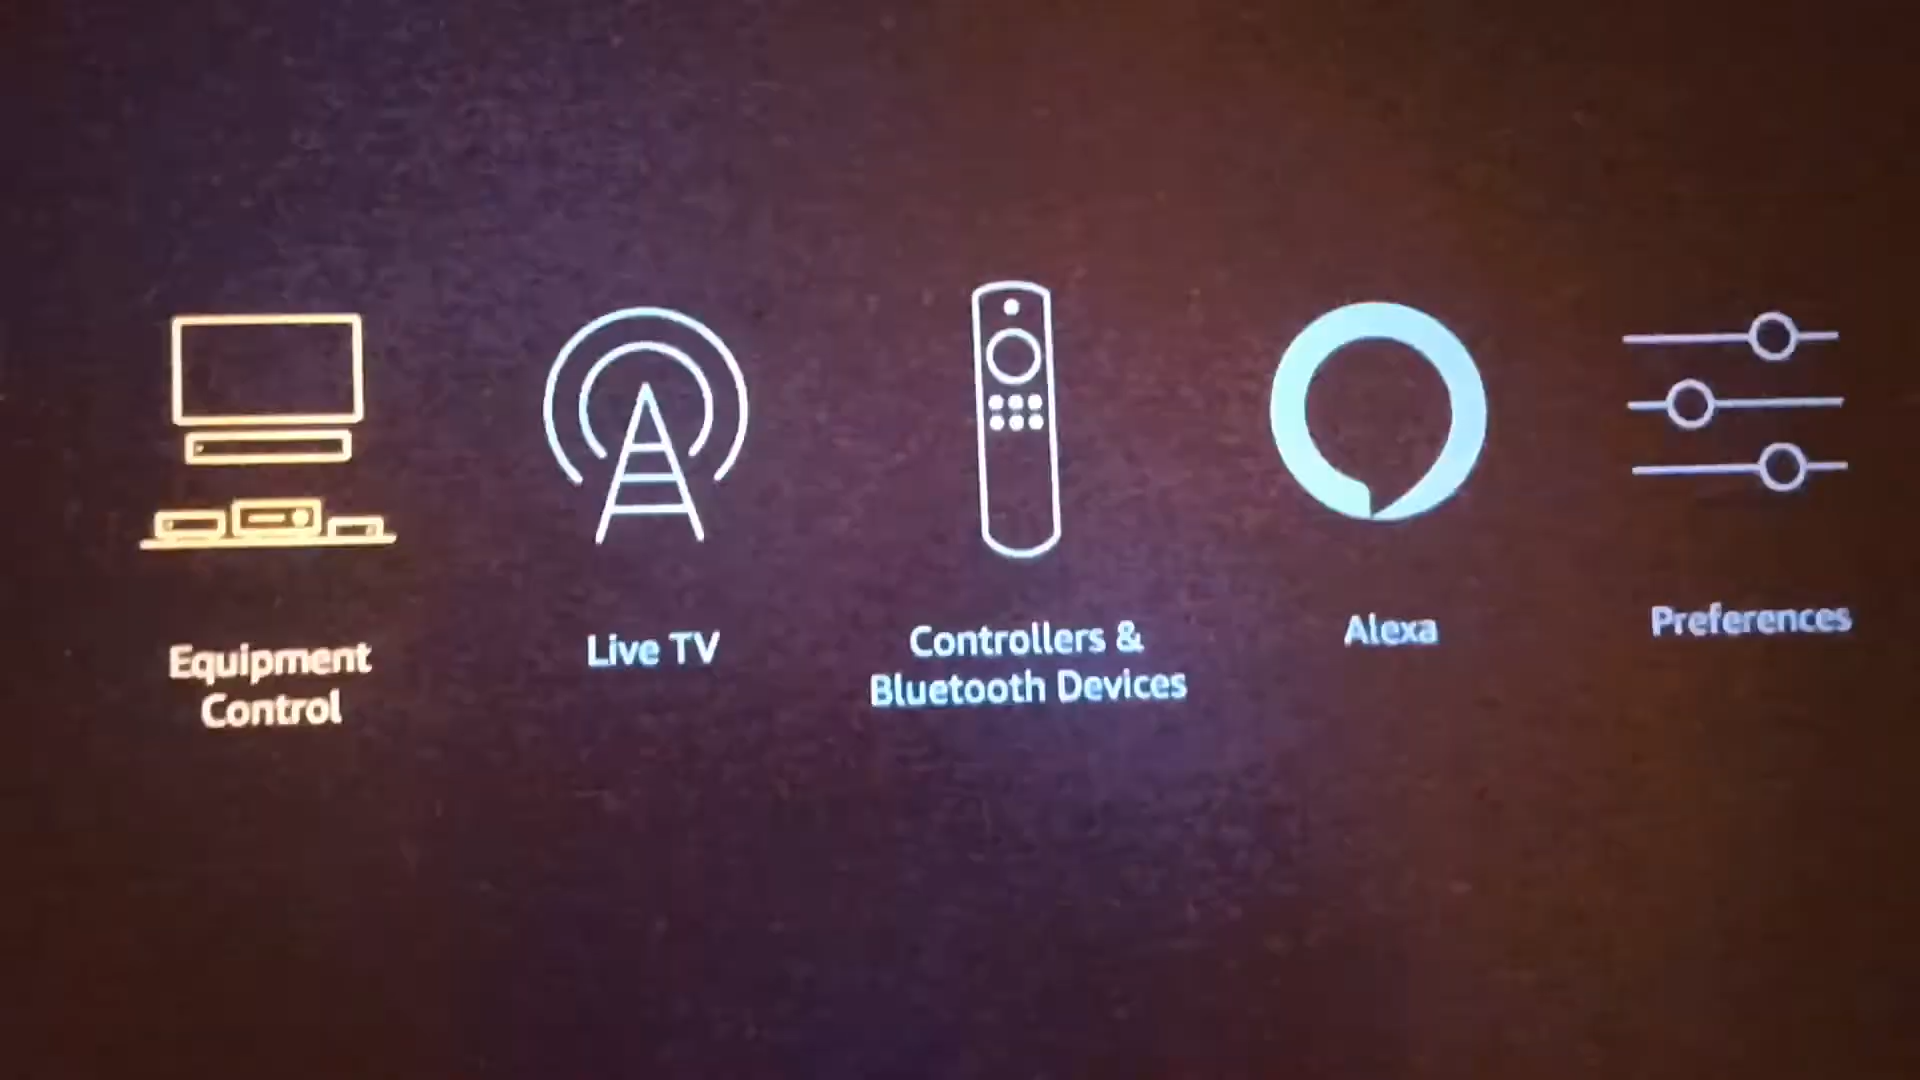 Equipment
Control
Live TV
Controllers &
Bluetooth Devices
Alexa
Preferences